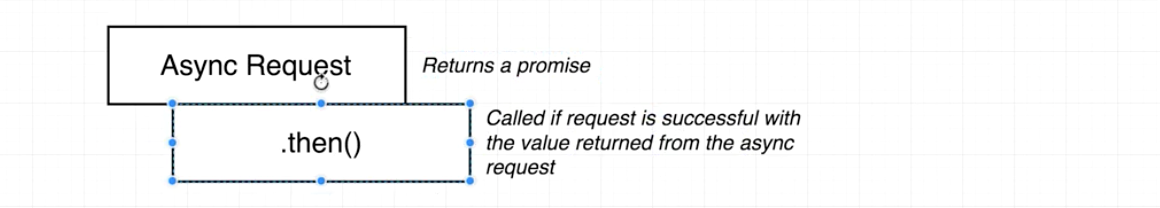 Async Request
Returns a promise
.then()
Called if request is successful with
the value returned from the async
request